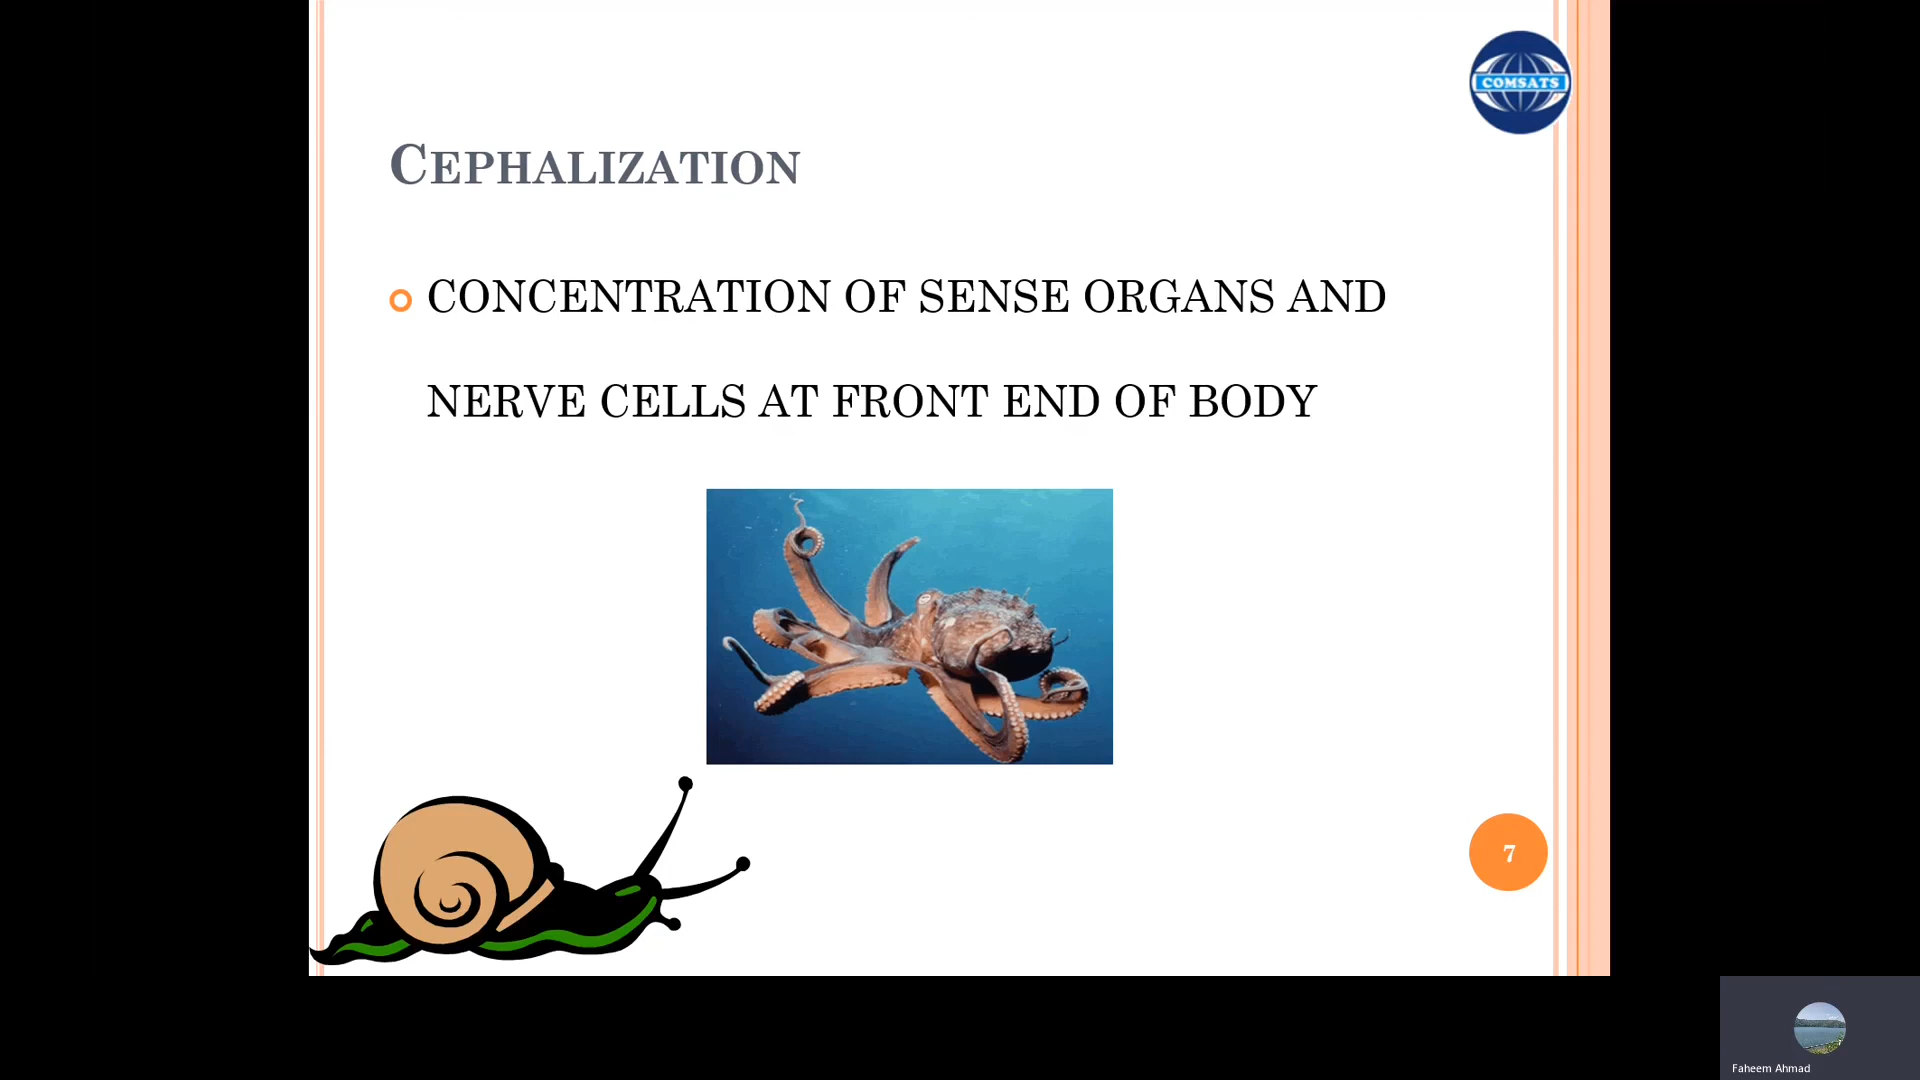 COMSATS
CEPHALIZATION
CONCENTRATION OF SENSE ORGANS AND
NERVE CELLS AT FRONT END OF BODY
7
Faheem Ahmad